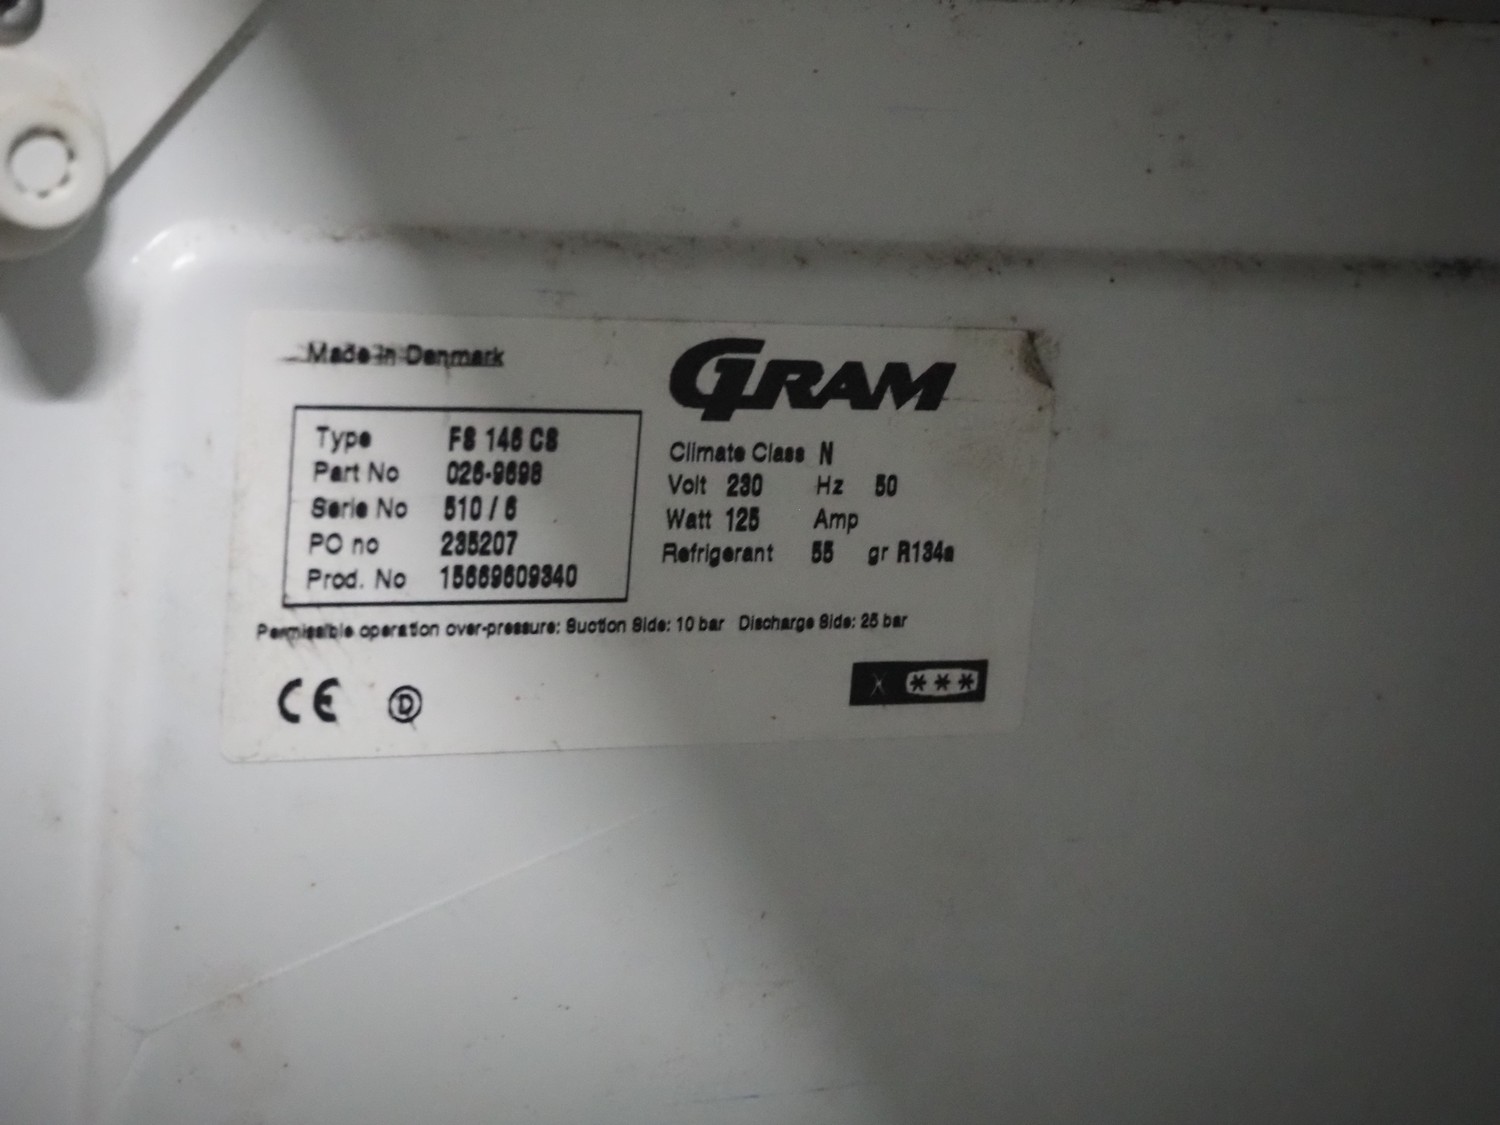 Made in Denmark
GRAM
Type FS 146 CS
Part No 026-9698
Serie No 510 / 6
PO no 235207
Prod. No 15669609340
Climate Class N
Volt 230 Hz 50
Watt 125 Amp
Refrigerant 55 gr R134a
Permissible operation over-pressure: Suction Side: 10 bar Discharge Side: 25 bar
CE D